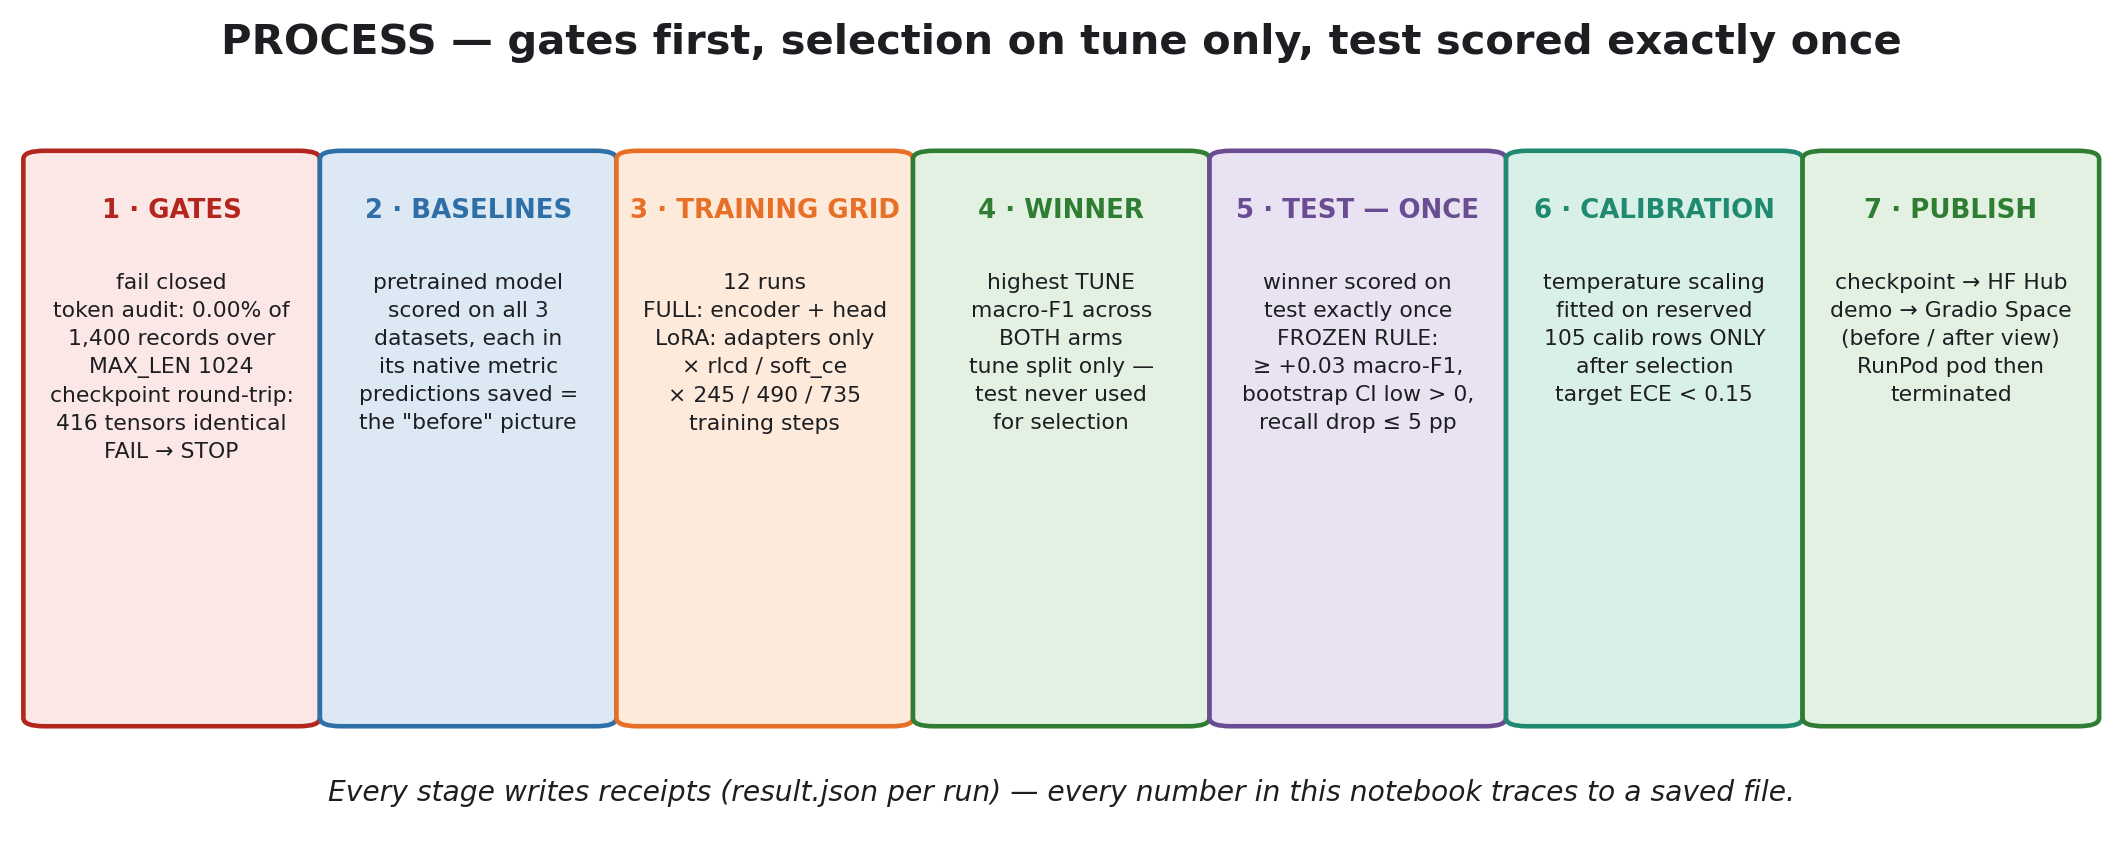 PROCESS — gates first, selection on tune only, test scored exactly once
1 · GATES
fail closed
token audit: 0.00% of
1,400 records over
MAX_LEN 1024
checkpoint round-trip:
416 tensors identical
FAIL → STOP
2 · BASELINES
pretrained model
scored on all 3
datasets, each in
its native metric
predictions saved =
the "before" picture
3 · TRAINING GRID
12 runs
FULL: encoder + head
LoRA: adapters only
× rlcd / soft_ce
× 245 / 490 / 735
training steps
4 · WINNER
highest TUNE
macro-F1 across
BOTH arms
tune split only —
test never used
for selection
5 · TEST — ONCE
winner scored on
test exactly once
FROZEN RULE:
≥ +0.03 macro-F1,
bootstrap CI low > 0,
recall drop ≤ 5 pp
6 · CALIBRATION
temperature scaling
fitted on reserved
105 calib rows ONLY
after selection
target ECE < 0.15
7 · PUBLISH
checkpoint → HF Hub
demo → Gradio Space
(before / after view)
RunPod pod then
terminated
Every stage writes receipts (result.json per run) — every number in this notebook traces to a saved file.